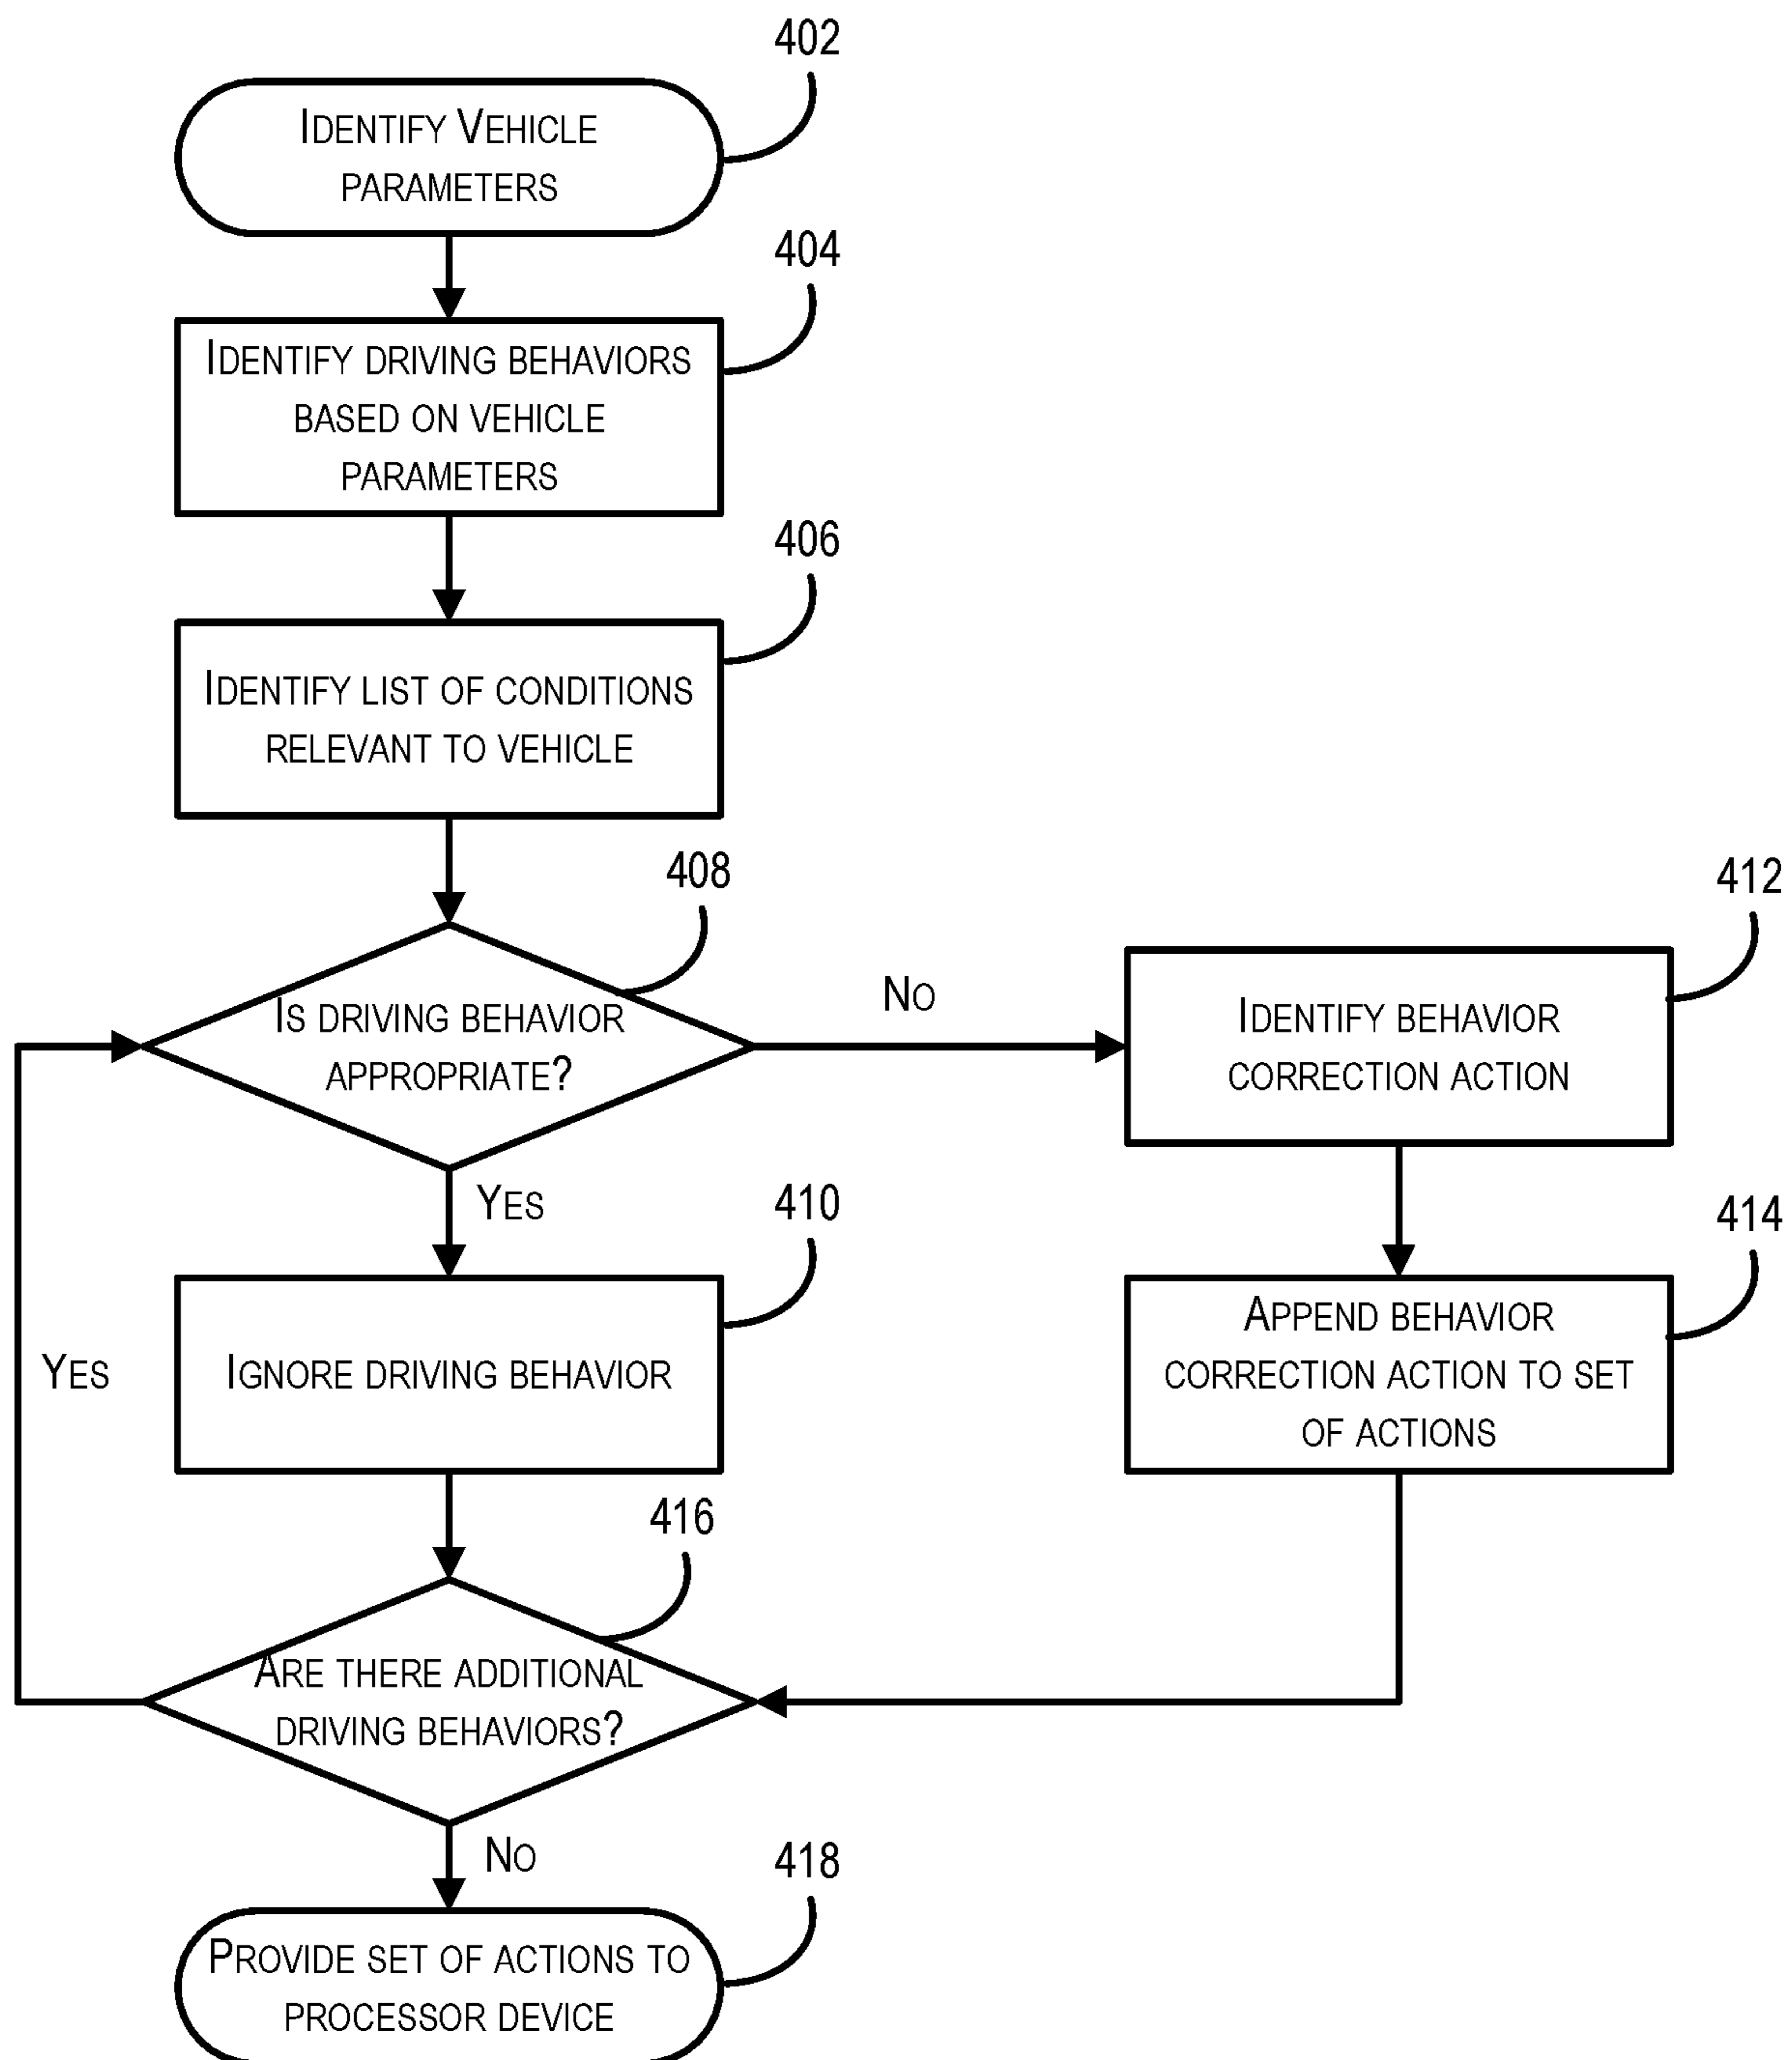 402
Identify Vehicle
parameters
404
Identify driving behaviors
based on vehicle
parameters
406
Identify list of conditions
relevant to vehicle
408
Is driving behavior
appropriate?
No
412
Identify behavior
correction action
Yes
410
Ignore driving behavior
414
Append behavior
correction action to set
of actions
Yes
416
Are there additional
driving behaviors?
No
418
Provide set of actions to
processor device